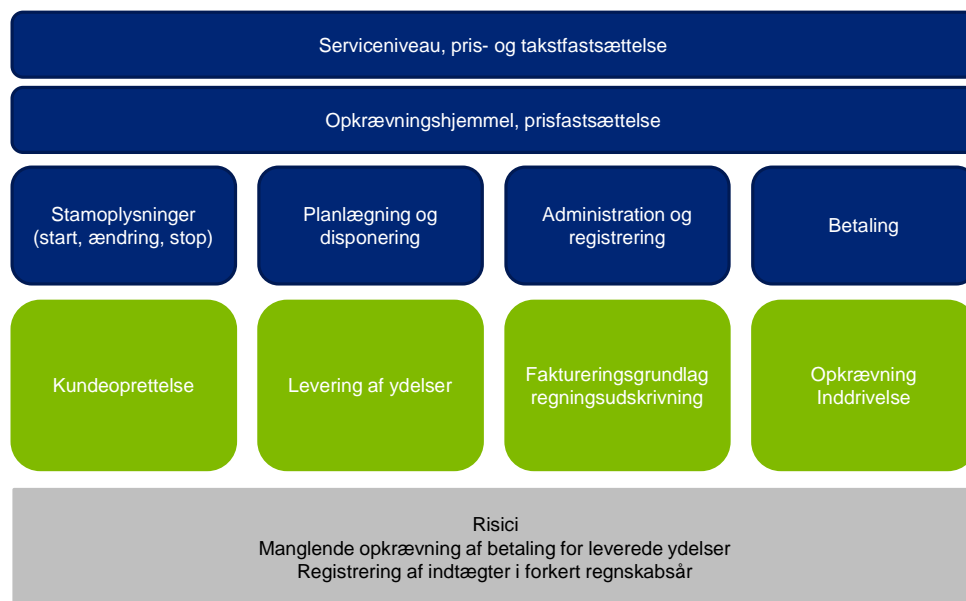 Serviceniveau, pris- og takstfastsættelse
Opkrævningshjemmel, prisfastsættelse
Stamoplysninger
(start, ændring, stop)
Planlægning og
disponering
Administration og
registrering
Betaling
Kundeoprettelse
Levering af ydelser
Faktureringsgrundlag
regningsudskrivning
Opkrævning
Inddrivelse
Risici
Manglende opkrævning af betaling for leverede ydelser
Registrering af indtægter i forkert regnskabsår